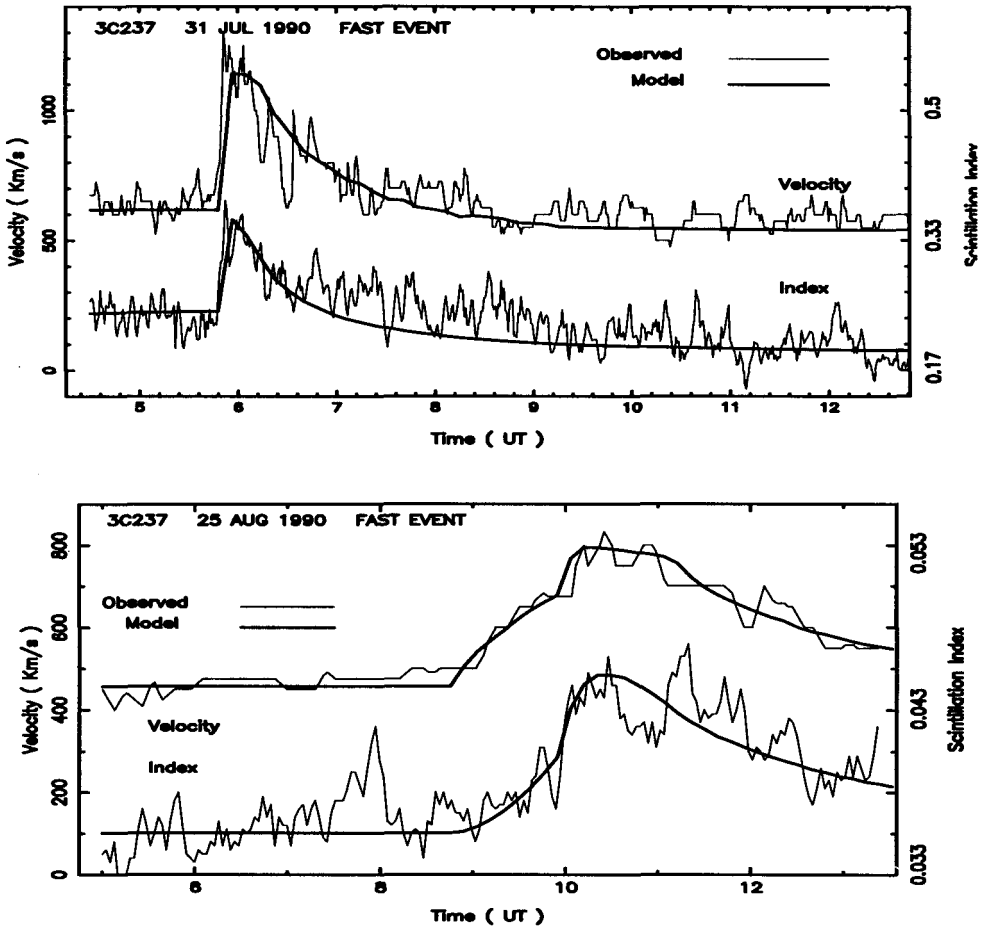 3C237 31 JUL 1990 FAST EVENT
Observed
Model
Velocity
Index
Velocity ( Km/s )
0
500
1000
Scintillation Index
0.17
0.33
0.5
5 6 7 8 9 10 11 12
Time ( UT )
3C237 25 AUG 1990 FAST EVENT
Observed
Model
Velocity
Index
Velocity ( Km/s )
0
200
400
600
800
Scintillation Index
0.033
0.043
0.053
6 8 10 12
Time ( UT )